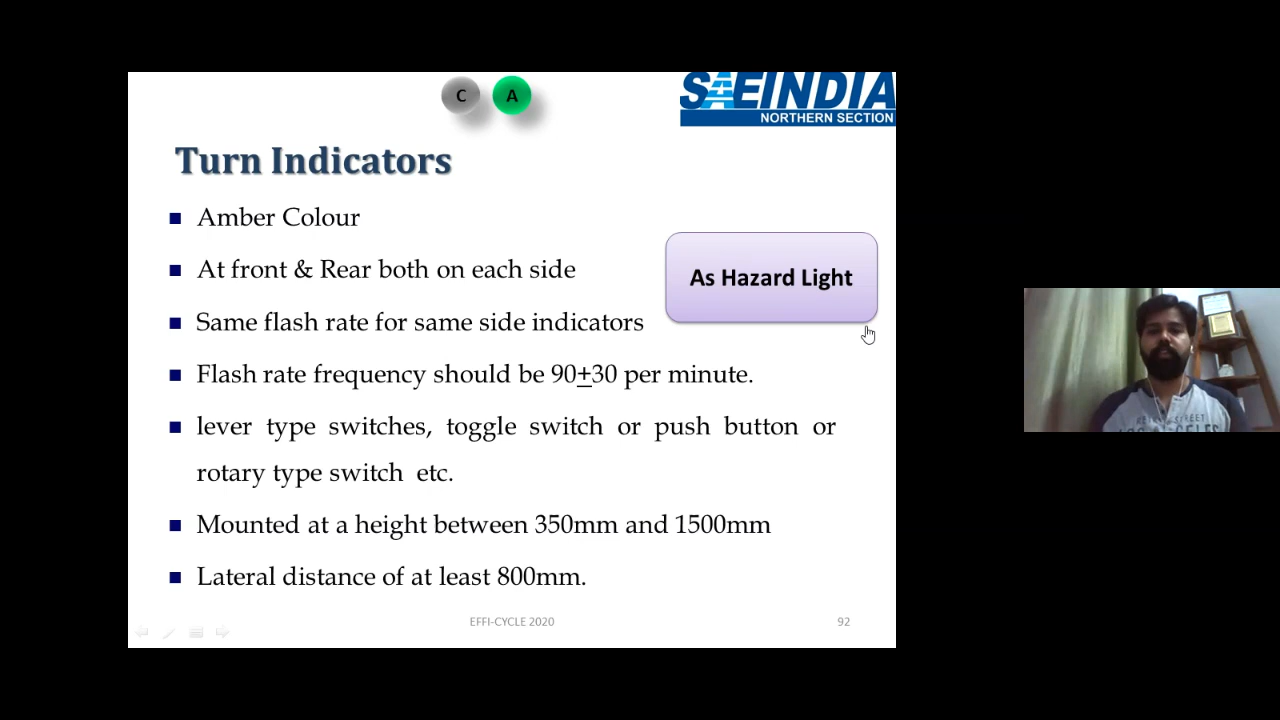 C A
SAEINDIA
NORTHERN SECTION
Turn Indicators
Amber Colour
At front & Rear both on each side
As Hazard Light
Same flash rate for same side indicators
Flash rate frequency should be 90+30 per minute.
lever type switches, toggle switch or push button or
rotary type switch etc.
Mounted at a height between 350mm and 1500mm
Lateral distance of at least 800mm.
EFFI-CYCLE 2020
92